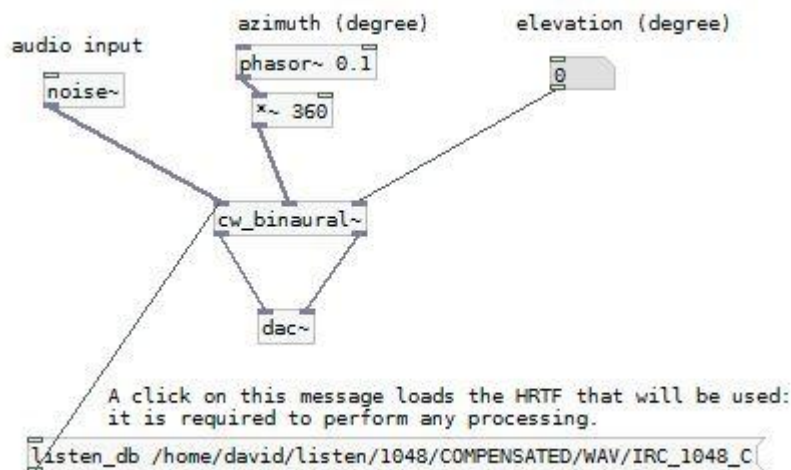 azimuth (degree)
elevation (degree)
audio input
phasor~ 0.1
0
noise~
*~ 360
cw_binaural~
dac~
A click on this message loads the HRTF that will be used:
it is required to perform any processing.
listen_db /home/david/listen/1048/COMPENSATED/WAV/IRC_1048_C